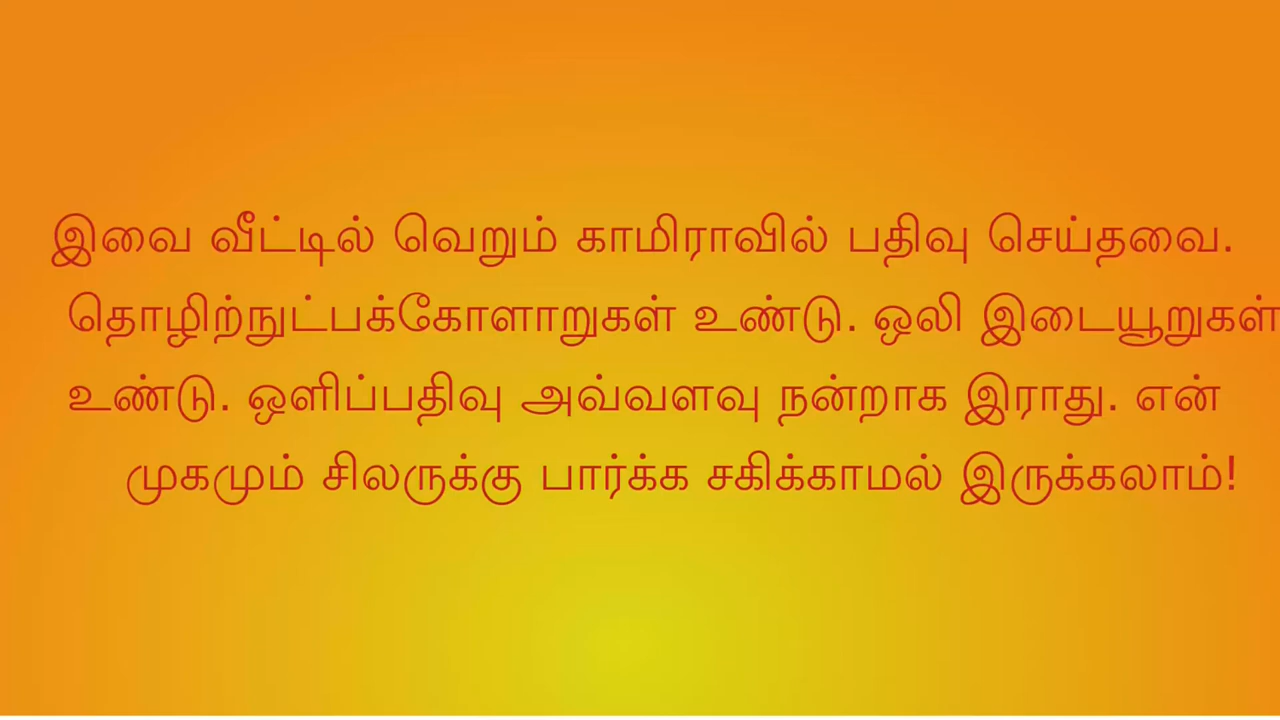 இவை வீட்டில் வெறும் காமிராவில் பதிவு செய்தவை.
தொழிற்நுட்பக்கோளாறுகள் உண்டு. ஒலி இடையூறுகள்
உண்டு. ஒளிப்பதிவு அவ்வளவு நன்றாக இராது. என்
முகமும் சிலருக்கு பார்க்க சகிக்காமல் இருக்கலாம்!